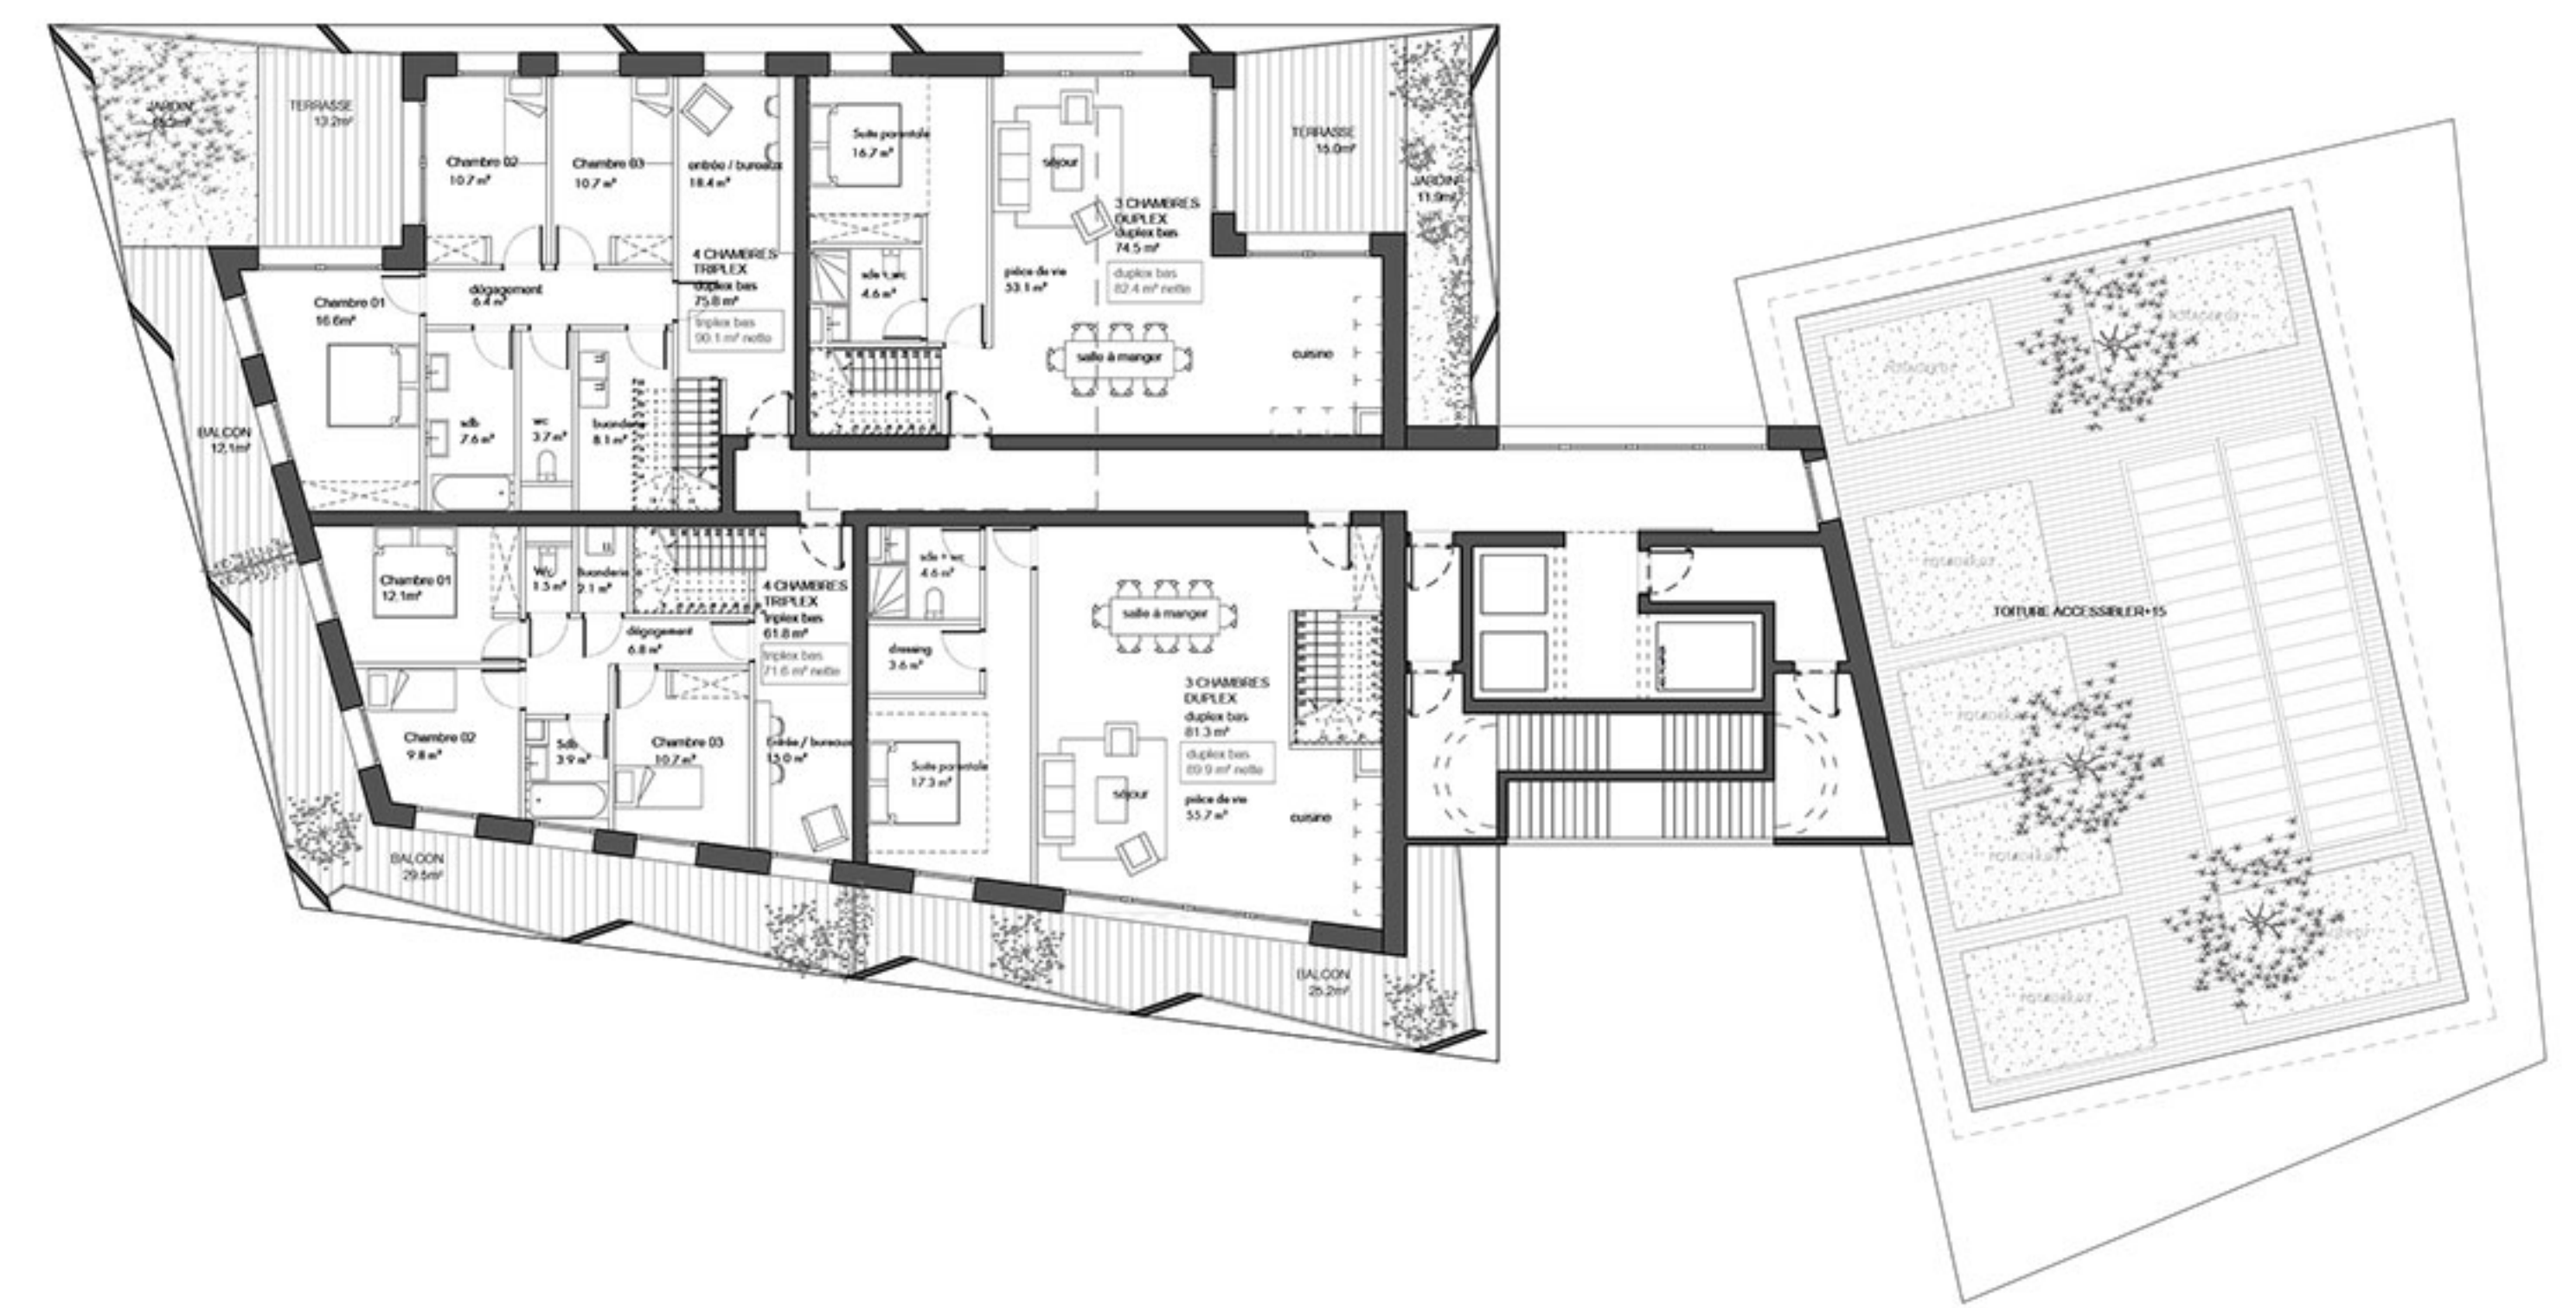 JARDIN
TERRASSE
13.2m²
Chambre 02
10.7 m²
Chambre 03
10.7 m²
entrée / bureaux
18.4 m²
Suite parentale
16.7 m²
séjour
3 CHAMBRES
DUPLEX
duplex bas
74.5 m²
duplex bas
82.4 m² nette
TERRASSE
15.0m²
JARDIN
11.9m²
4 CHAMBRES
TRIPLEX
duplex bas
75.8 m²
triplex bas
90.1 m² nette
dégagement
6.4 m²
Chambre 01
16.6m²
sde + wc
4.6 m²
pièce de vie
53.1 m²
salle à manger
cuisine
BALCON
12.1m²
sdb
7.6 m²
wc
3.7 m²
buanderie
8.1 m²
Chambre 01
12.1m²
Wc
1.5 m²
Buanderie
2.1 m²
dégagement
6.8 m²
4 CHAMBRES
TRIPLEX
triplex bas
61.8 m²
triplex bas
71.6 m² nette
sde + wc
4.6 m²
dressing
3.6 m²
salle à manger
3 CHAMBRES
DUPLEX
duplex bas
81.3 m²
duplex bas
89.9 m² nette
Chambre 02
9.8 m²
Sdb
3.9 m²
Chambre 03
10.7 m²
Entrée / bureaux
15.0 m²
Suite parentale
17.3 m²
séjour
pièce de vie
55.7 m²
cuisine
BALCON
29.5m²
BALCON
25.2m²
TOITURE ACCESSIBLER+15